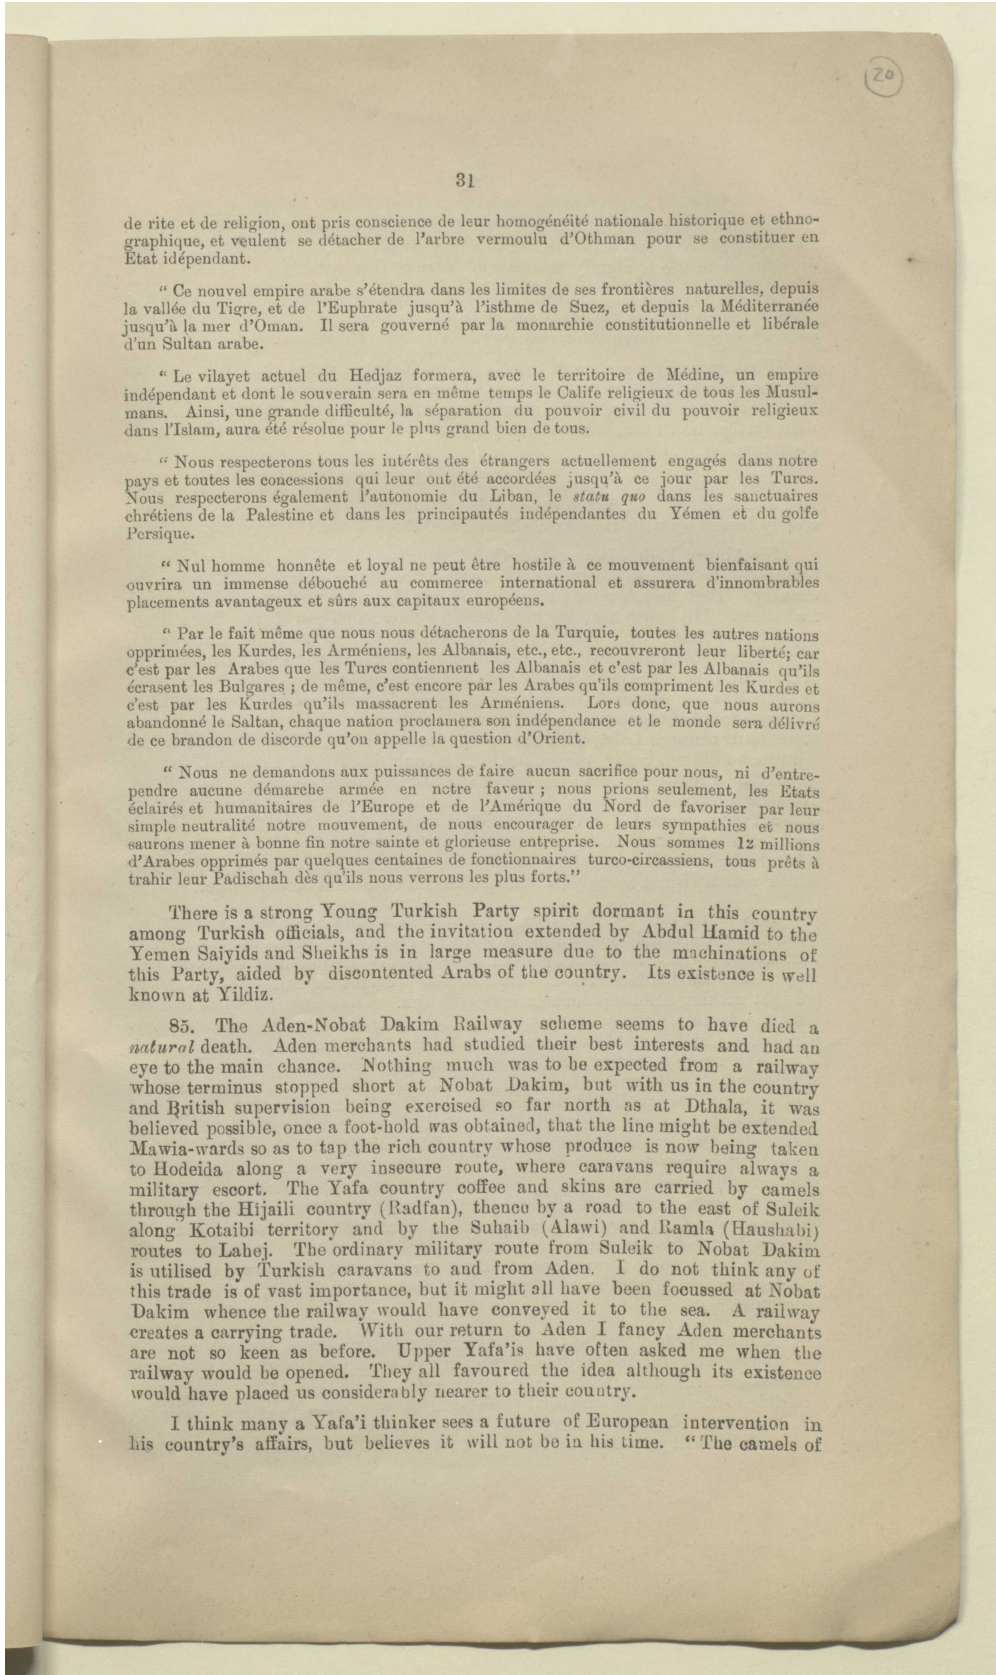 20
31
de rite et de religion, ont pris conscience de leur homogénéité nationale historique et ethno-
graphique, et veulent se détacher de l'arbre vermoulu d'Othman pour se constituer en
Etat idépendant.
" Ce nouvel empire arabe s'étendra dans les limites de ses frontières naturelles, depuis
la vallée du Tigre, et de l'Euphrate jusqu'à l'isthme de Suez, et depuis la Méditerranée
jusqu'à la mer d'Oman. Il sera gouverné par la monarchie constitutionnelle et libérale
d'un Sultan arabe.
" Le vilayet actuel du Hedjaz formera, avec le territoire de Médine, un empire
indépendant et dont le souverain sera en même temps le Calife religieux de tous les Musul-
mans. Ainsi, une grande difficulté, la séparation du pouvoir civil du pouvoir religieux
dans l'Islam, aura été résolue pour le plus grand bien de tous.
" Nous respecterons tous les intérêts des étrangers actuellement engagés dans notre
pays et toutes les concessions qui leur out été accordées jusqu'à ce jour par les Turcs.
Nous respecterons également l'autonomie du Liban, le statu quo dans les sanctuaires
chrétiens de la Palestine et dans les principautés indépendantes du Yémen et du golfe
Persique.
" Nul homme honnête et loyal ne peut être hostile à ce mouvement bienfaisant qui
ouvrira un immense débouché au commerce international et assurera d'innombrables
placements avantageux et sûrs aux capitaux européens.
" Par le fait même que nous nous détacherons de la Turquie, toutes les autres nations
opprimées, les Kurdes, les Arméniens, les Albanais, etc., etc., recouvreront leur liberté; car
c'est par les Arabes que les Turcs contiennent les Albanais et c'est par les Albanais qu'ils
écrasent les Bulgares ; de même, c'est encore par les Arabes qu'ils compriment les Kurdes et
c'est par les Kurdes qu'ils massacrent les Arméniens. Lors donc, que nous aurons
abandonné le Saltan, chaque nation proclamera son indépendance et le monde sera délivré
de ce brandon de discorde qu'on appelle la question d'Orient.
" Nous ne demandons aux puissances de faire aucun sacrifice pour nous, ni d'entre-
pendre aucune démarche armée en notre faveur ; nous prions seulement, les Etats
éclairés et humanitaires de l'Europe et de l'Amérique du Nord de favoriser par leur
simple neutralité notre mouvement, de nous encourager de leurs sympathies et nous
saurons mener à bonne fin notre sainte et glorieuse entreprise. Nous sommes 12 millions
d'Arabes opprimés par quelques centaines de fonctionnaires turco-circassiens, tous prêts à
trahir leur Padischah dès qu'ils nous verrons les plus forts."
There is a strong Young Turkish Party spirit dormant in this country
among Turkish officials, and the invitation extended by Abdul Hamid to the
Yemen Saiyids and Sheikhs is in large measure due to the machinations of
this Party, aided by discontented Arabs of the country. Its existence is well
known at Yildiz.
85. The Aden-Nobat Dakim Railway scheme seems to have died a
natural death. Aden merchants had studied their best interests and had an
eye to the main chance. Nothing much was to be expected from a railway
whose terminus stopped short at Nobat Dakim, but with us in the country
and British supervision being exercised so far north as at Dthala, it was
believed possible, once a foot-hold was obtained, that the line might be extended
Mawia-wards so as to tap the rich country whose produce is now being taken
to Hodeida along a very insecure route, where caravans require always a
military escort. The Yafa country coffee and skins are carried by camels
through the Hijaili country (Radfan), thence by a road to the east of Suleik
along Kotaibi territory and by the Suhaib (Alawi) and Ramla (Haushabi)
routes to Lahej. The ordinary military route from Suleik to Nobat Dakim
is utilised by Turkish caravans to and from Aden. I do not think any of
this trade is of vast importance, but it might all have been focussed at Nobat
Dakim whence the railway would have conveyed it to the sea. A railway
creates a carrying trade. With our return to Aden I fancy Aden merchants
are not so keen as before. Upper Yafa'is have often asked me when the
railway would be opened. They all favoured the idea although its existence
would have placed us considerably nearer to their country.
I think many a Yafa'i thinker sees a future of European intervention in
his country's affairs, but believes it will not be in his time. "The camels of